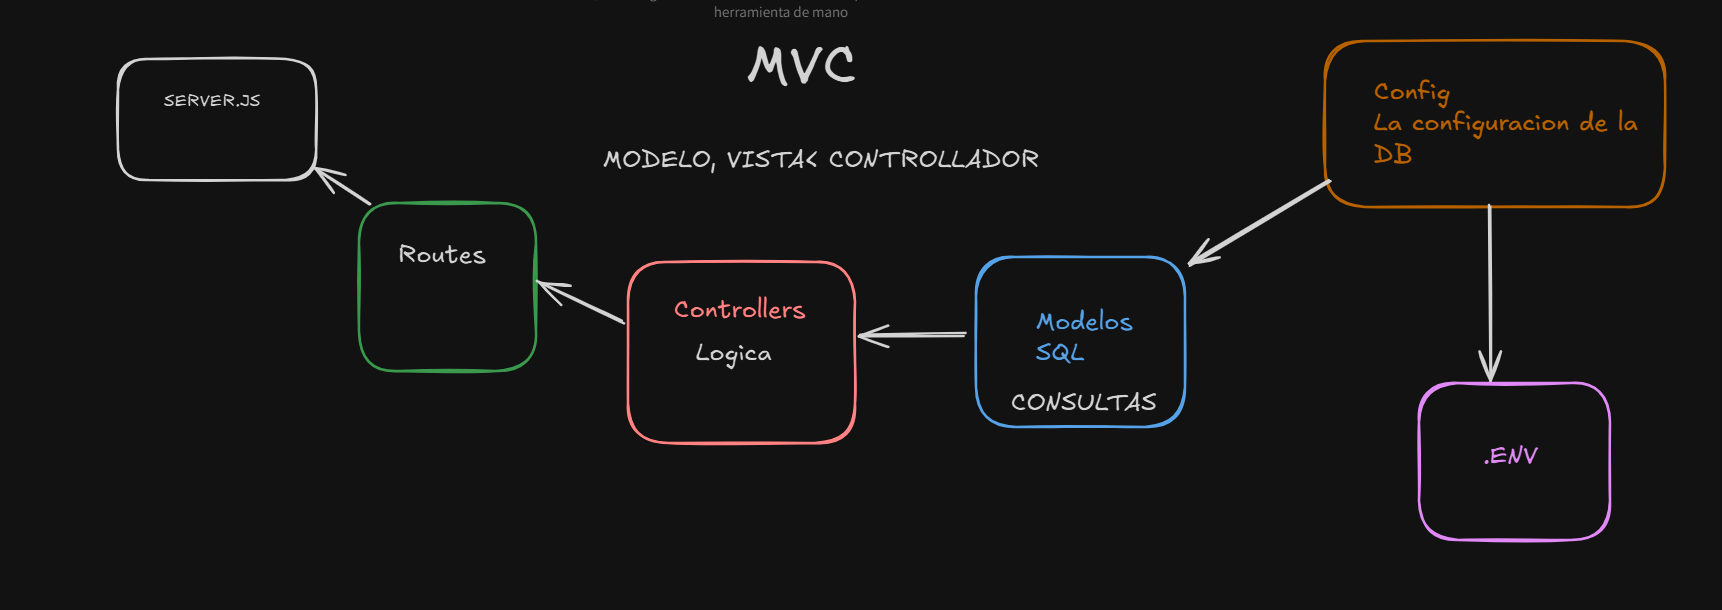 herramienta de mano
MVC
SERVER.JS
MODELO, VISTA< CONTROLLADOR
Config
La configuracion de la
DB
Routes
Controllers
Logica
Modelos
SQL
CONSULTAS
.ENV